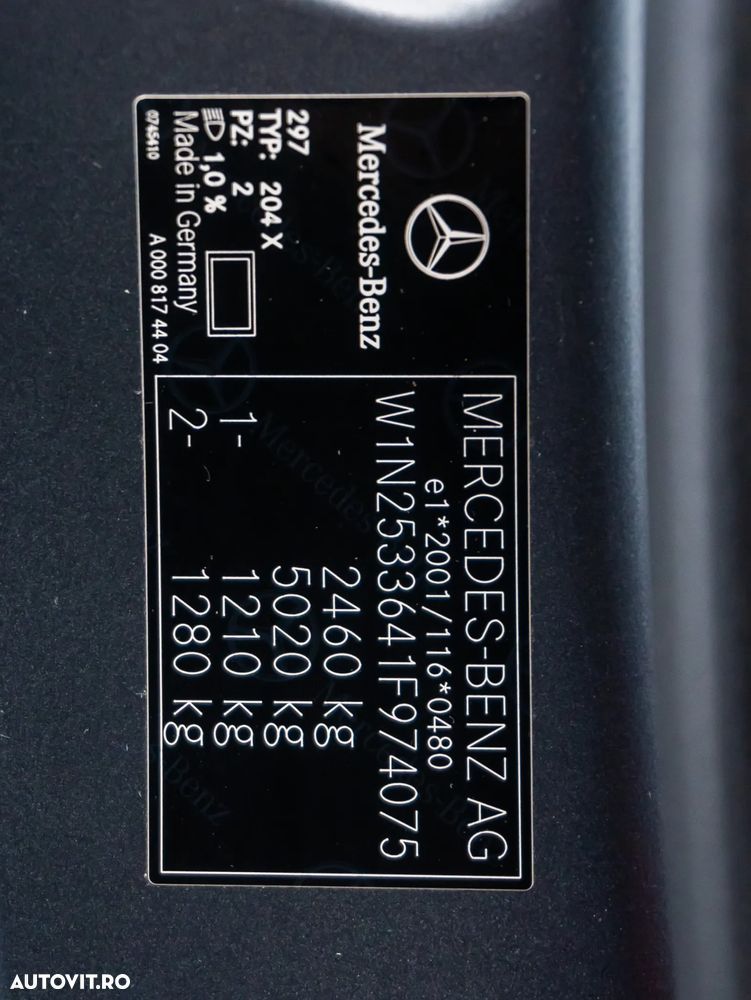 Mercedes-Benz
297
TYP: 204 X
PZ: 2
1,0 %
Made in Germany
0745410
A 000 817 44 04
MERCEDES-BENZ AG
e1*2001/116*0480
W1N2533641F974075
2460 kg
5020 kg
1- 1210 kg
2- 1280 kg
AUTOVIT.RO